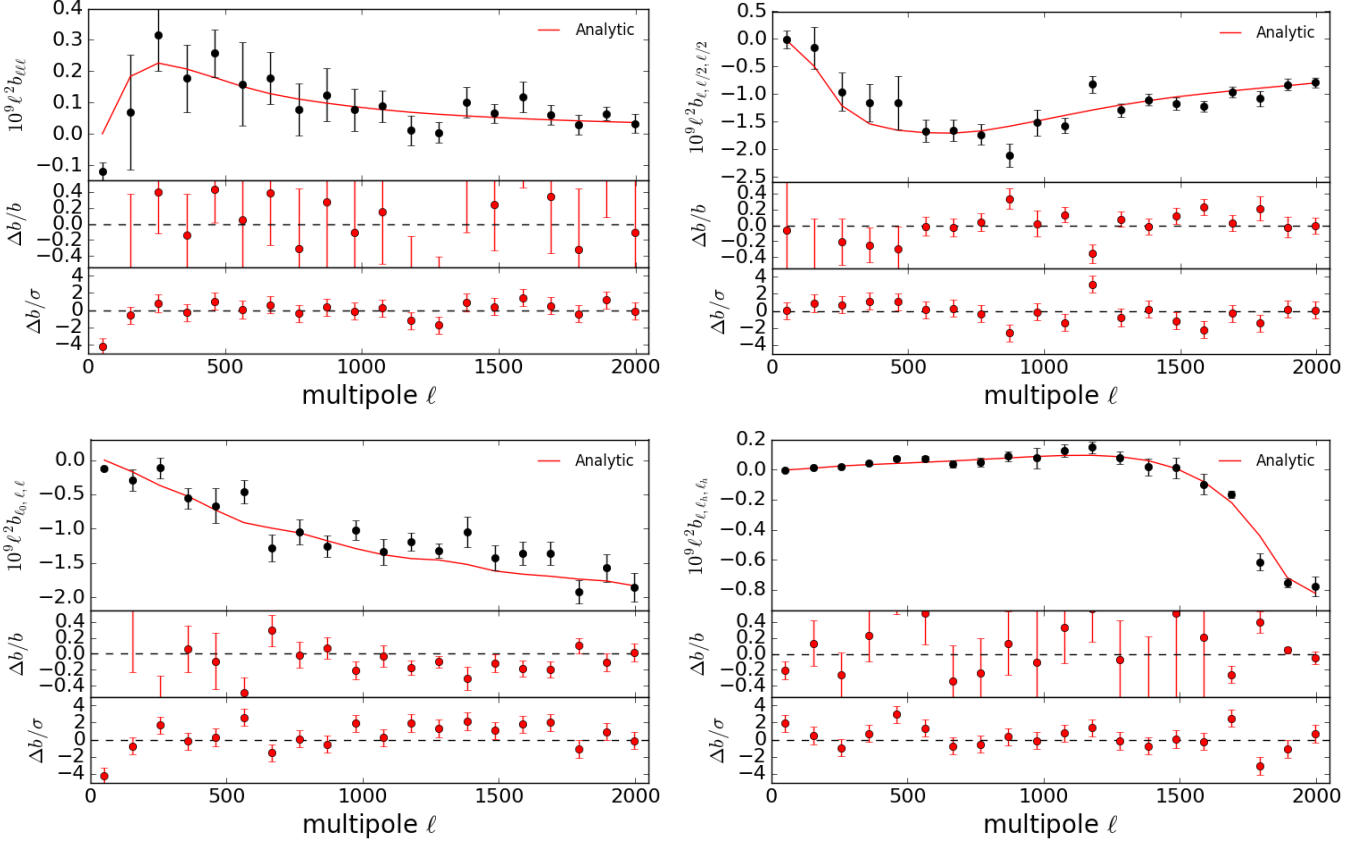 10⁹ℓ²b_{ℓℓℓ}
0.4
0.3
0.2
0.1
0.0
−0.1
Analytic
Δb/b
0.4
0.2
0.0
−0.2
−0.4
Δb/σ
4
2
0
−2
−4
0 500 1000 1500 2000
multipole ℓ
10⁹ℓ²b_{ℓ,ℓ/2,ℓ/2}
0.5
0.0
−0.5
−1.0
−1.5
−2.0
−2.5
Analytic
Δb/b
0.4
0.2
0.0
−0.2
−0.4
Δb/σ
4
2
0
−2
−4
0 500 1000 1500 2000
multipole ℓ
10⁹ℓ²b_{ℓ₀,ℓ,ℓ}
0.0
−0.5
−1.0
−1.5
−2.0
Analytic
Δb/b
0.4
0.2
0.0
−0.2
−0.4
Δb/σ
4
2
0
−2
−4
0 500 1000 1500 2000
multipole ℓ
10⁹ℓ²b_{ℓ,ℓ_h,ℓ_h}
0.2
0.0
−0.2
−0.4
−0.6
−0.8
Analytic
Δb/b
0.4
0.2
0.0
−0.2
−0.4
Δb/σ
4
2
0
−2
−4
0 500 1000 1500 2000
multipole ℓ